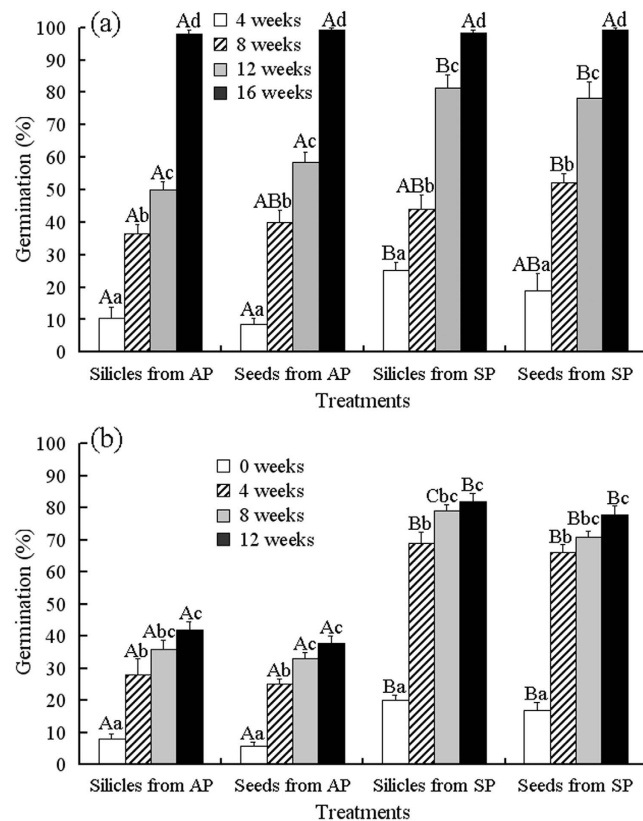 (a)
4 weeks
8 weeks
12 weeks
16 weeks
Germination (%)
100
90
80
70
60
50
40
30
20
10
0
Aa Ab Ac Ad
Aa ABb Ac Ad
Ba ABb Bc Ad
ABa Bb Bc Ad
Silicles from AP Seeds from AP Silicles from SP Seeds from SP
Treatments
(b)
0 weeks
4 weeks
8 weeks
12 weeks
Germination (%)
100
90
80
70
60
50
40
30
20
10
0
Aa Ab Abc Ac
Aa Ab Ac Ac
Ba Bb Cbc Bc
Ba Bb Bbc Bc
Silicles from AP Seeds from AP Silicles from SP Seeds from SP
Treatments